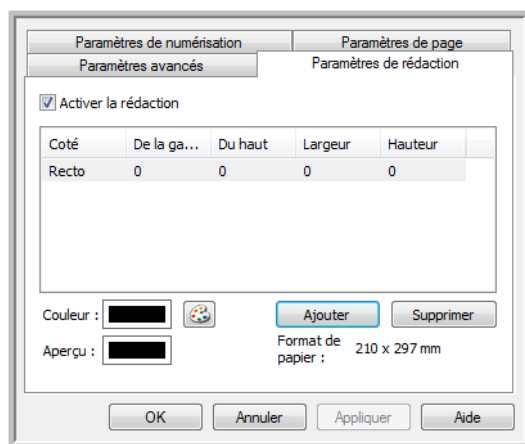 Paramètres de numérisation Paramètres de page
Paramètres avancés Paramètres de rédaction
Activer la rédaction
Coté De la ga... Du haut Largeur Hauteur
Recto 0 0 0 0
Couleur : Ajouter Supprimer
Aperçu : Format de papier : 210 x 297 mm
OK Annuler Appliquer Aide